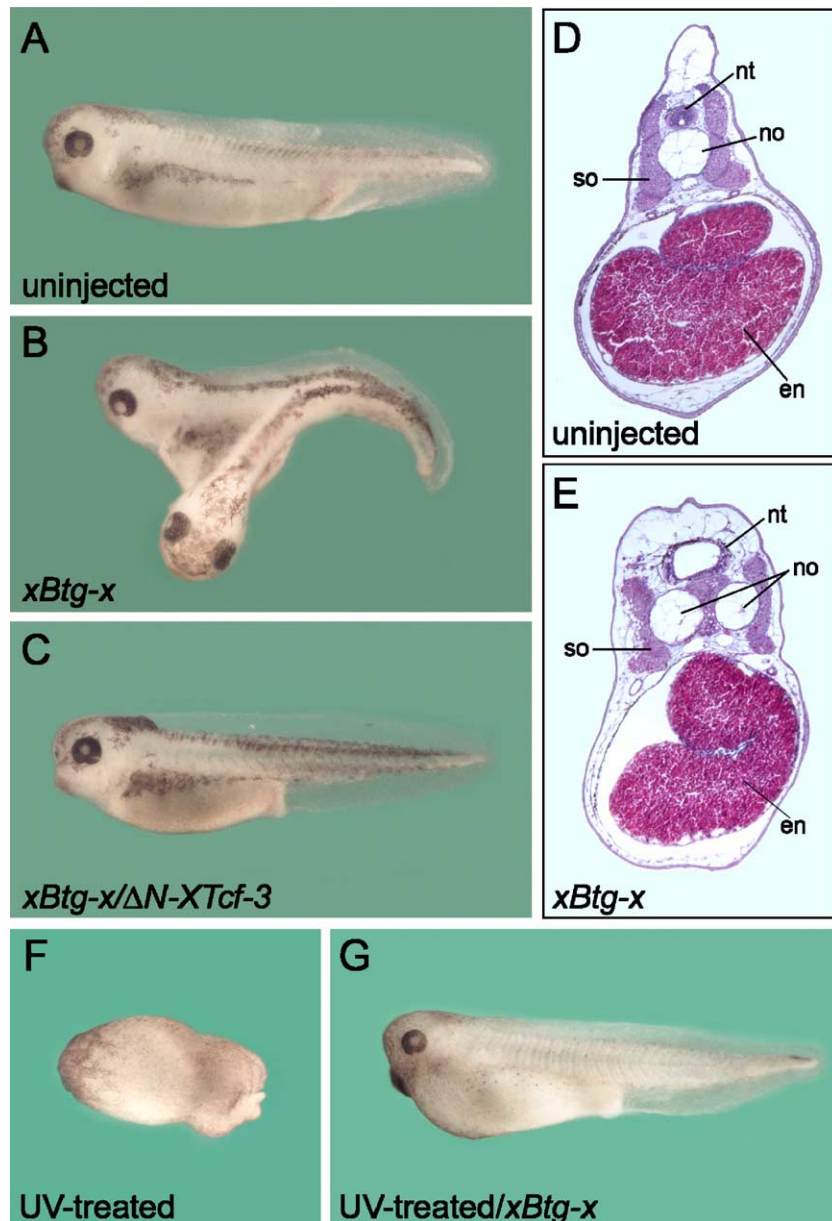 A
uninjected
B
xBtg-x
C
xBtg-x/ΔN-XTcf-3
D
nt
no
so
en
uninjected
E
nt
no
so
en
xBtg-x
F
UV-treated
G
UV-treated/xBtg-x